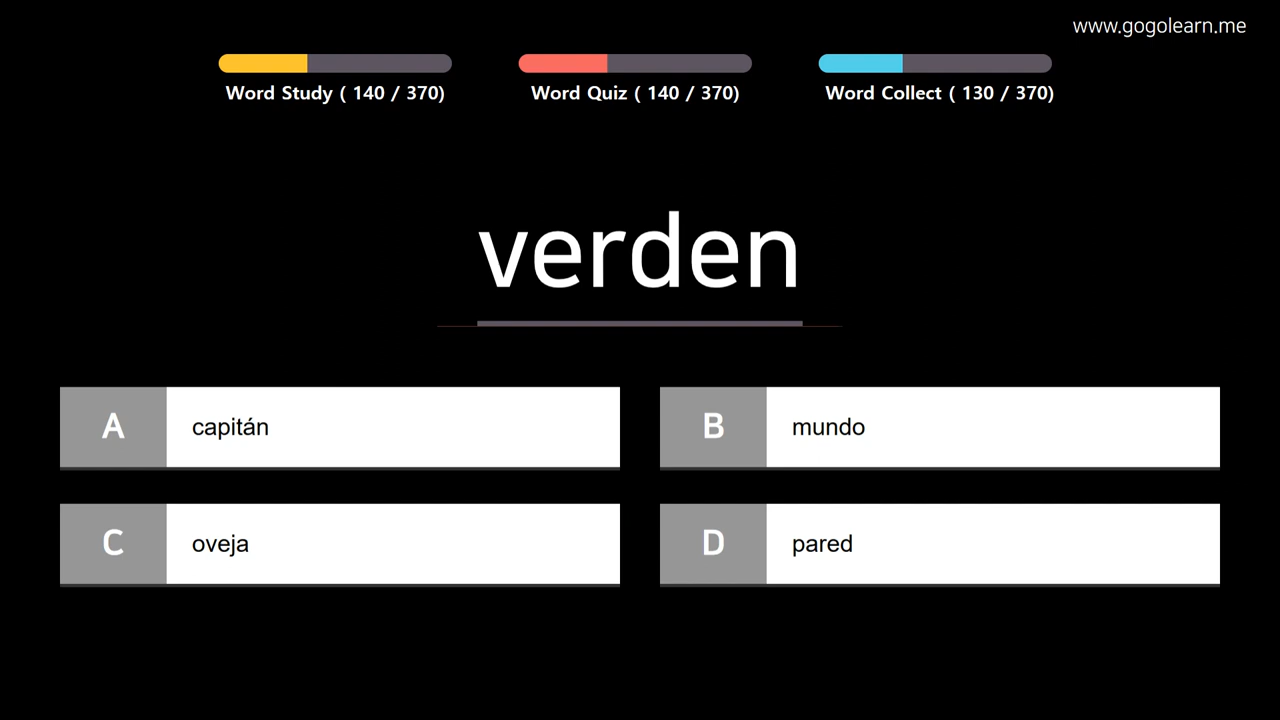 www.gogolearn.me
Word Study ( 140 / 370)
Word Quiz ( 140 / 370)
Word Collect ( 130 / 370)
verden
A capitán
B mundo
C oveja
D pared